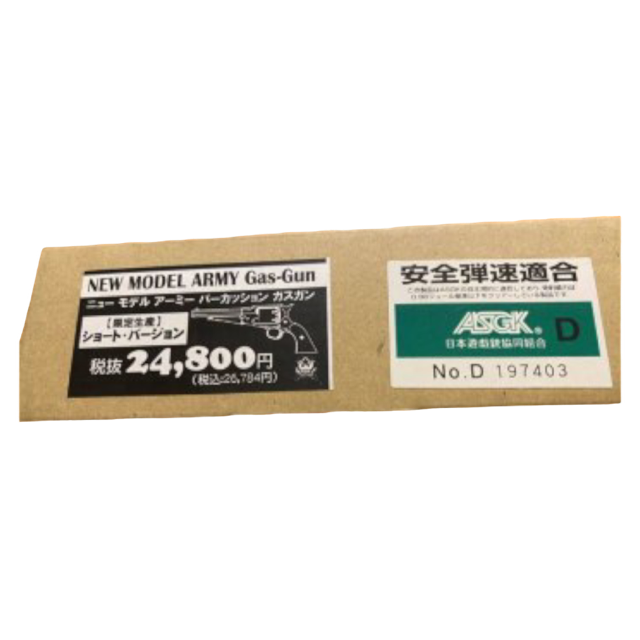 NEW MODEL ARMY Gas-Gun
ニュー モデル アーミー パーカッション ガスガン
【限定生産】
ショート・バージョン
税抜 24,800円
(税込26,784円)
安全弾速適合
ASGK® D
日本遊戯銃協同組合
No.D 197403